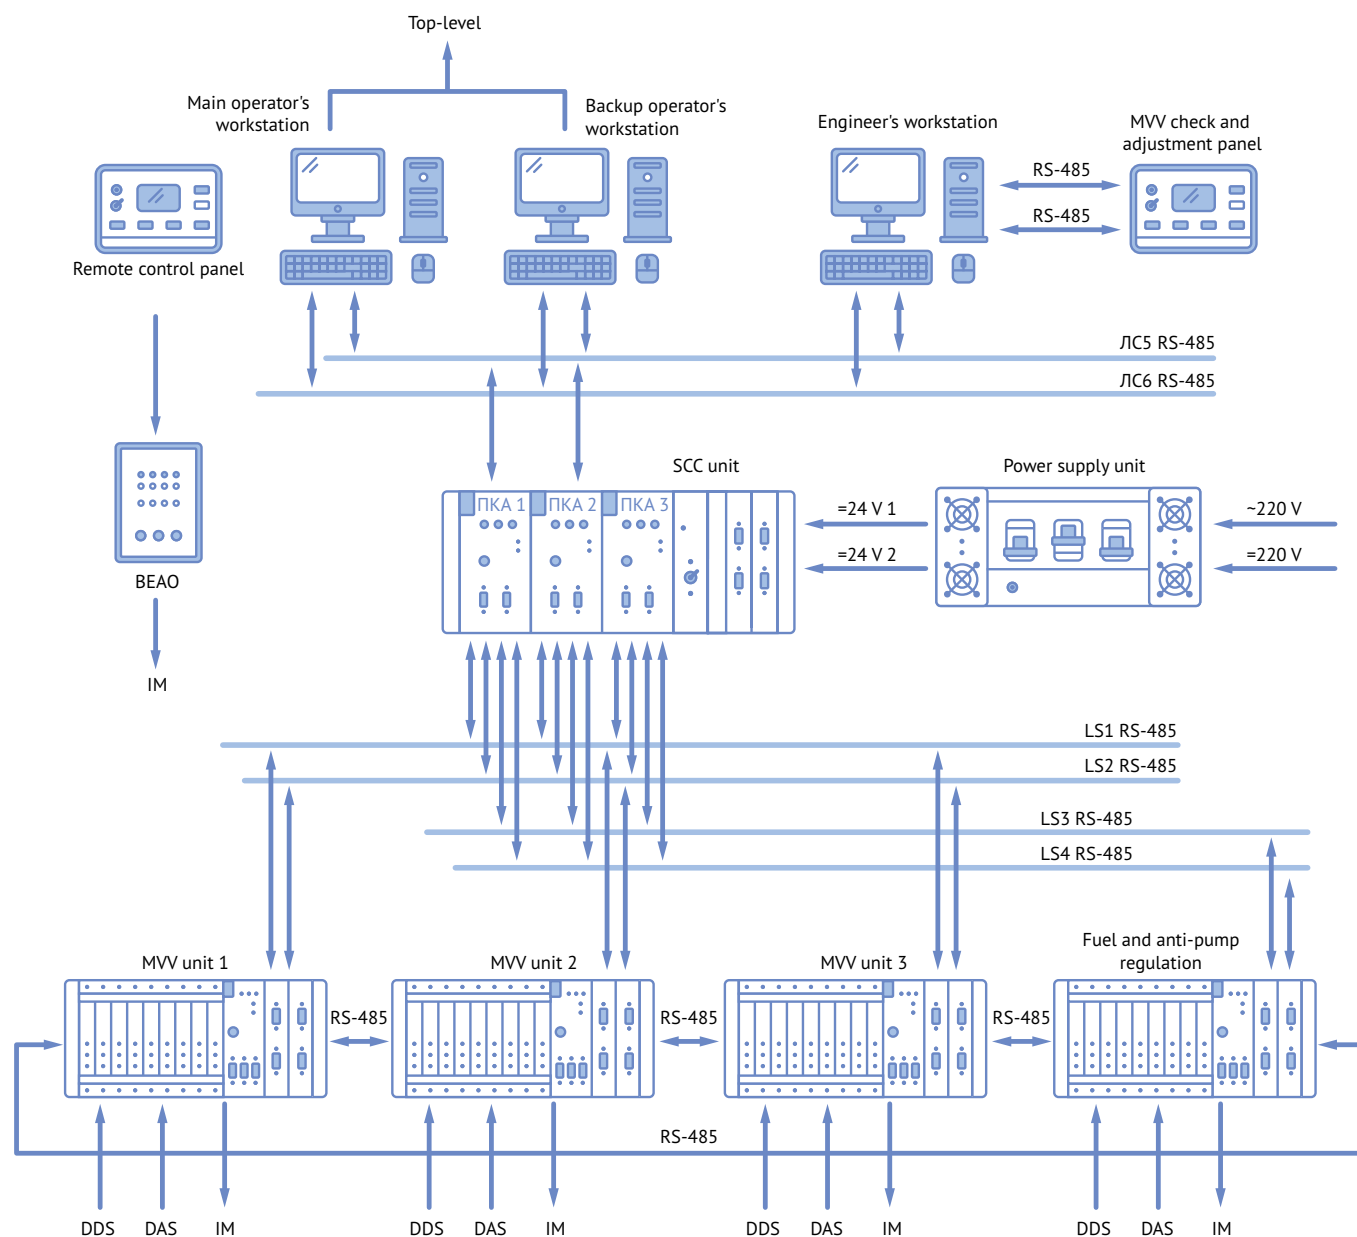 Top-level
Main operator's
workstation
Backup operator's
workstation
Engineer's workstation
MVV check and
adjustment panel
RS-485
RS-485
Remote control panel
ЛС5 RS-485
ЛС6 RS-485
SCC unit
Power supply unit
ПКА 1
ПКА 2
ПКА 3
=24 V 1
~220 V
=24 V 2
=220 V
BEAO
IM
LS1 RS-485
LS2 RS-485
LS3 RS-485
LS4 RS-485
MVV unit 1
MVV unit 2
MVV unit 3
Fuel and anti-pump
regulation
RS-485
RS-485
RS-485
RS-485
DDS
DAS
IM
DDS
DAS
IM
DDS
DAS
IM
DDS
DAS
IM